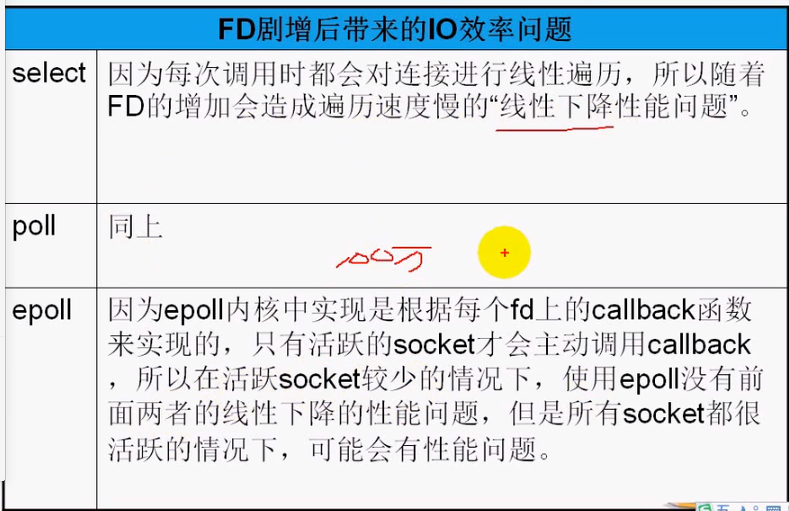 FD剧增后带来的IO效率问题
select
因为每次调用时都会对连接进行线性遍历，所以随着
FD的增加会造成遍历速度慢的“线性下降性能问题”。
poll
同上
100万
epoll
因为epoll内核中实现是根据每个fd上的callback函数
来实现的，只有活跃的socket才会主动调用callback
，所以在活跃socket较少的情况下，使用epoll没有前
面两者的线性下降的性能问题，但是所有socket都很
活跃的情况下，可能会有性能问题。